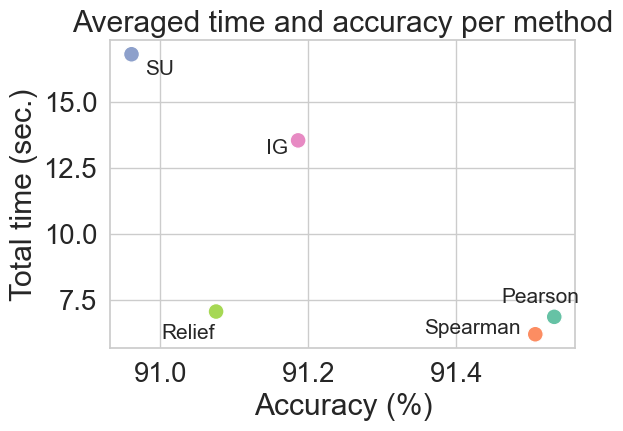 Averaged time and accuracy per method
SU
15.0
IG
12.5
10.0
Total time (sec.)
7.5
Pearson
Relief
Spearman
91.0 91.2 91.4
Accuracy (%)